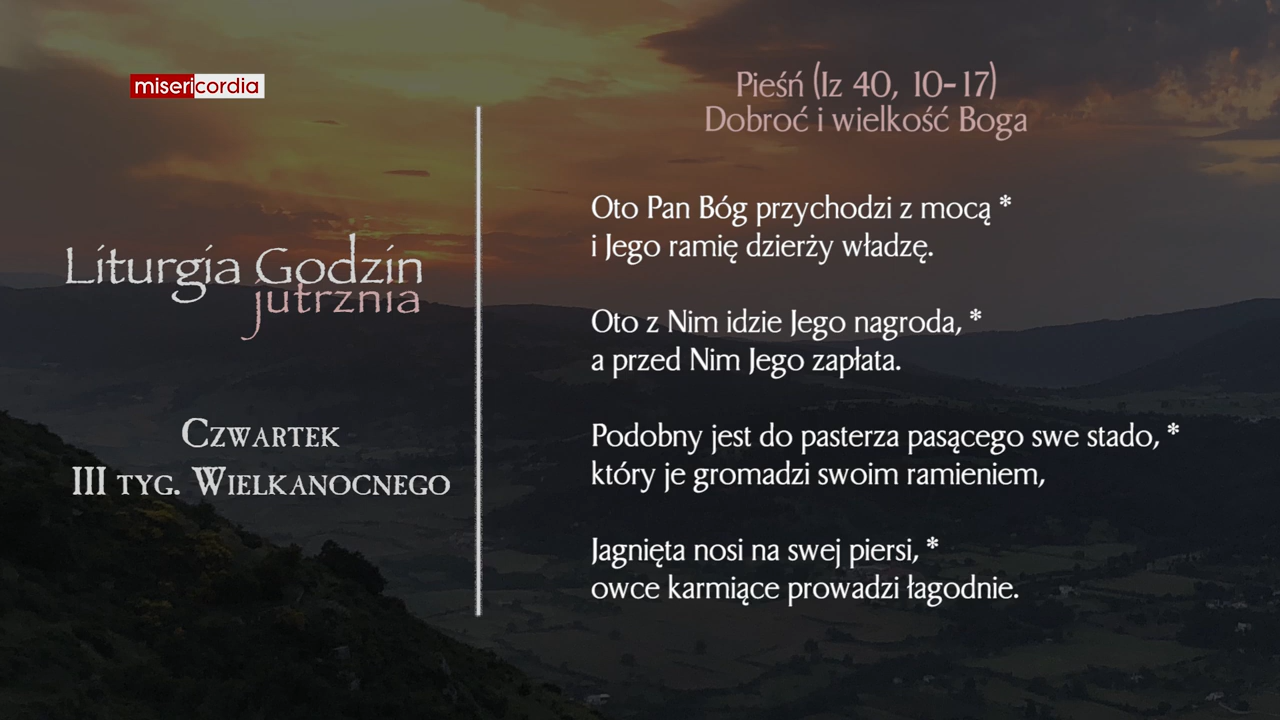 misericordia
Liturgia Godzin
jutrznia
Czwartek
III tyg. Wielkanocnego
Pieśń (Iz 40, 10-17)
Dobroć i wielkość Boga
Oto Pan Bóg przychodzi z mocą *
i Jego ramię dzierży władzę.
Oto z Nim idzie Jego nagroda, *
a przed Nim Jego zapłata.
Podobny jest do pasterza pasącego swe stado, *
który je gromadzi swoim ramieniem,
Jagnięta nosi na swej piersi, *
owce karmiące prowadzi łagodnie.